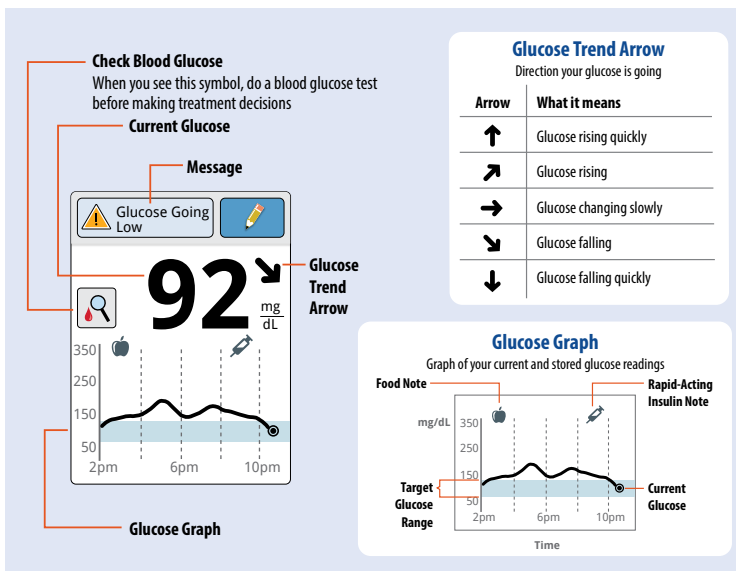 Check Blood Glucose
When you see this symbol, do a blood glucose test
before making treatment decisions
Current Glucose
Message
Glucose Going
Low
92
mg
dL
Glucose
Trend
Arrow
350
250
150
50
2pm
6pm
10pm
Glucose Graph
Glucose Trend Arrow
Direction your glucose is going
Arrow What it means
Glucose rising quickly
Glucose rising
Glucose changing slowly
Glucose falling
Glucose falling quickly
Glucose Graph
Graph of your current and stored glucose readings
Food Note
Rapid-Acting
Insulin Note
mg/dL
350
250
150
50
Target
Glucose
Range
Current
Glucose
2pm
6pm
10pm
Time